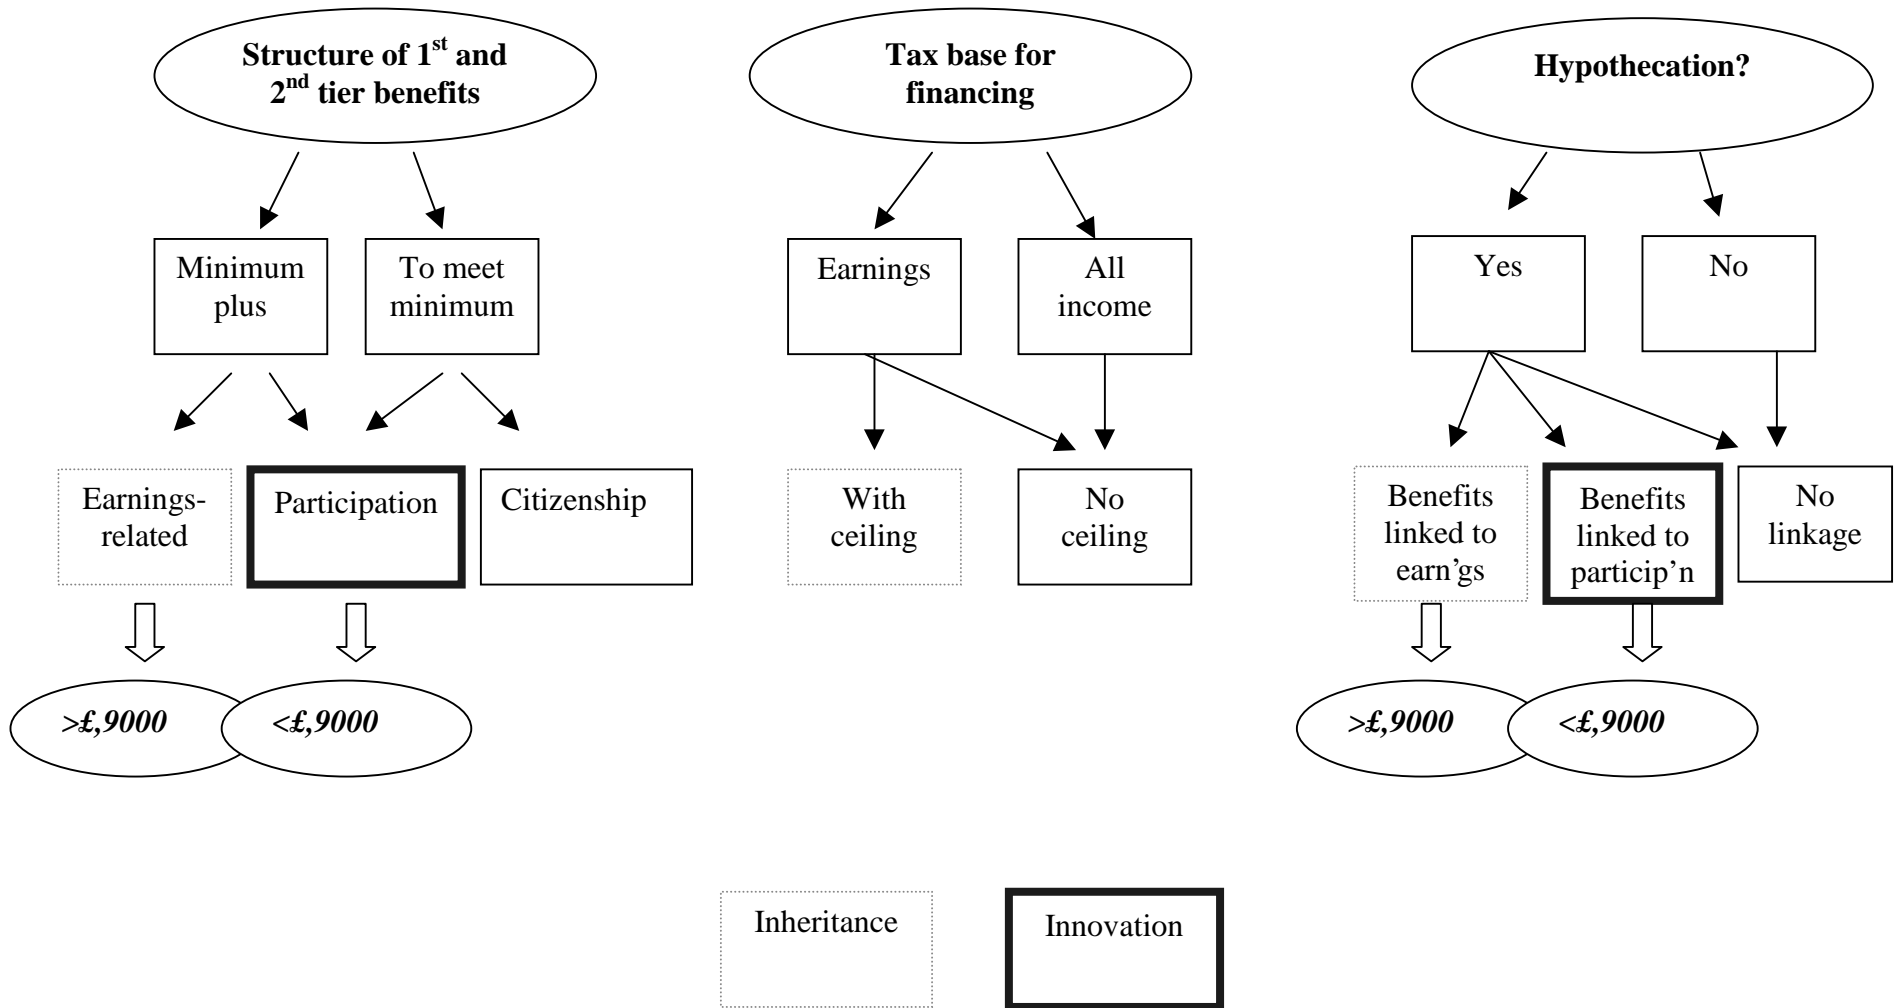 Structure of 1st and
2nd tier benefits
Tax base for
financing
Hypothecation?
Minimum
plus
To meet
minimum
Earnings
All
income
Yes
No
Earnings-
related
Participation
Citizenship
With
ceiling
No
ceiling
Benefits
linked to
earn’gs
Benefits
linked to
particip’n
No
linkage
>£,9000
<£,9000
>£,9000
<£,9000
Inheritance
Innovation